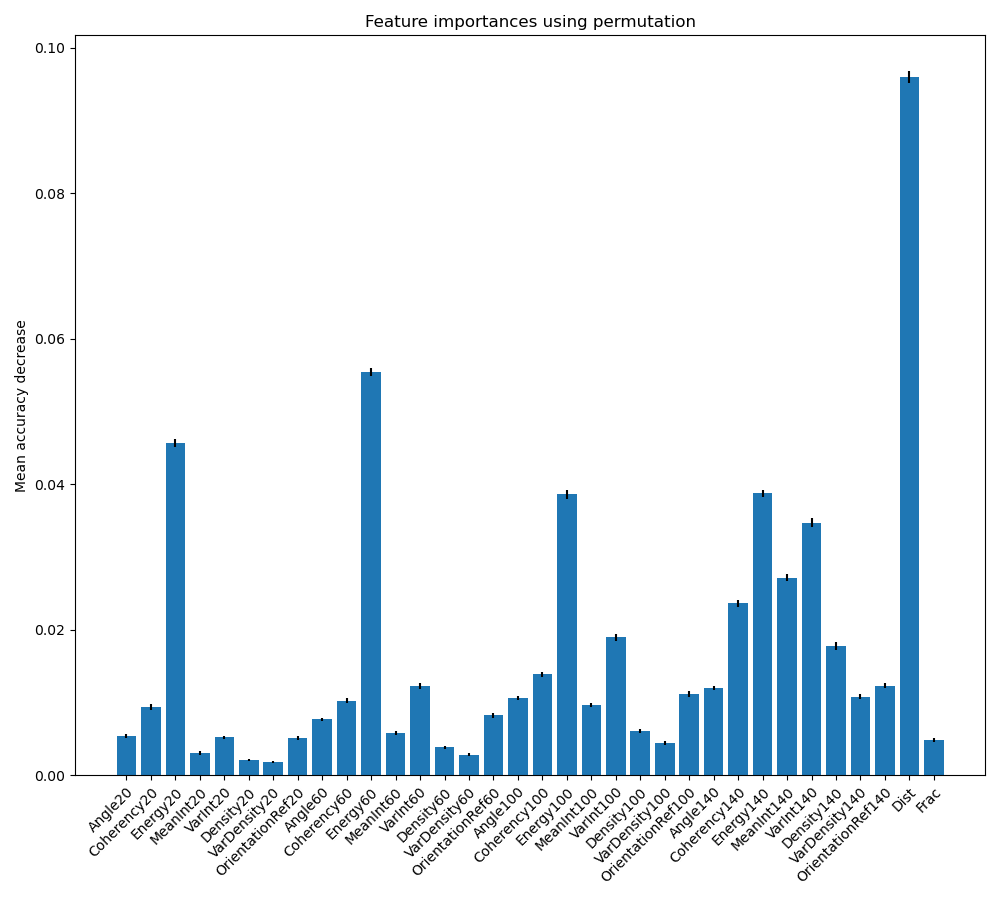 Feature importances using permutation
Mean accuracy decrease
0.10
0.08
0.06
0.04
0.02
0.00
Angle20
Coherency20
Energy20
MeanInt20
VarInt20
Density20
VarDensity20
OrientationRef20
Angle60
Coherency60
Energy60
MeanInt60
VarInt60
Density60
VarDensity60
OrientationRef60
Angle100
Coherency100
Energy100
MeanInt100
VarInt100
Density100
VarDensity100
OrientationRef100
Angle140
Coherency140
Energy140
MeanInt140
VarInt140
Density140
VarDensity140
OrientationRef140
Dist
Frac